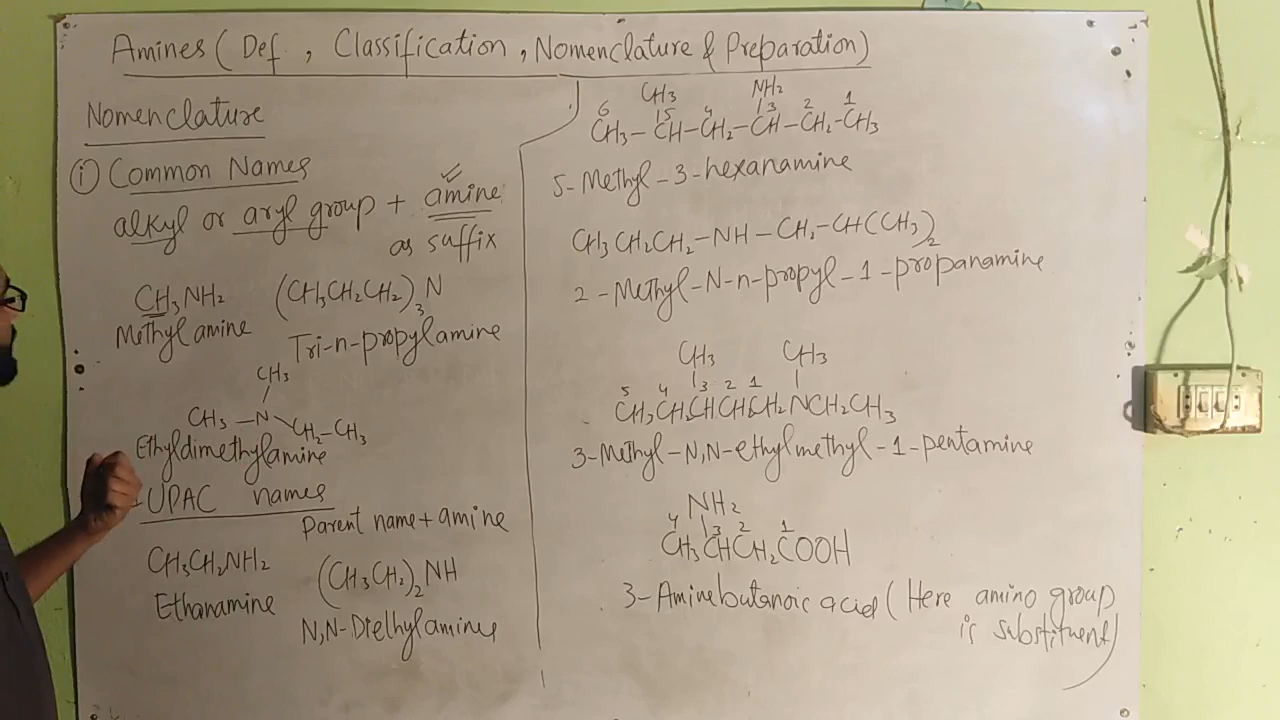 Amines (Def., Classification, Nomenclature & Preparation)
Nomenclature
(i) Common Names
alkyl or aryl group + amine
as suffix
CH3NH2 (CH3CH2CH2)3N
Methyl amine Tri-n-propylamine
CH3
CH3 – N – CH2 – CH3
Ethyldimethylamine
IUPAC names
Parent name + amine
CH3CH2NH2 (CH3CH2)2NH
Ethanamine N,N-Diethylamines
CH3 NH2
6 5 4 3 2 1
CH3 – CH – CH2 – CH – CH2 – CH3
5-Methyl-3-hexanamine
CH3CH2CH2 – NH – CH2 – CH(CH3)2
2-Methyl-N-n-propyl-1-propanamine
CH3 CH3
5 4 3 2 1
CH3CH2CHCH2CH2NCH2CH3
3-Methyl-N,N-ethylmethyl-1-pentamine
NH2
4 3 2 1
CH3CHCH2COOH
3-Aminebutanoic acid (Here amino group
is substituent)